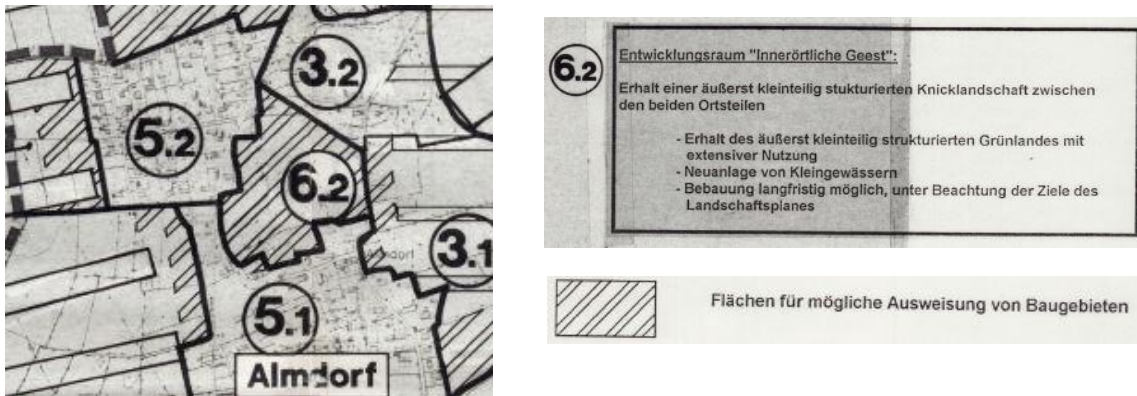 3.2
5.2
6.2
Almdorf
3.1
5.1
Almdorf
6.2
Entwicklungsraum "Innerörtliche Geest":
Erhalt einer äußerst kleinteilig stukturierten Knicklandschaft zwischen
den beiden Ortsteilen
- Erhalt des äußerst kleinteilig strukturierten Grünlandes mit
extensiver Nutzung
- Neuanlage von Kleingewässern
- Bebauung langfristig möglich, unter Beachtung der Ziele des
Landschaftsplanes
Flächen für mögliche Ausweisung von Baugebieten